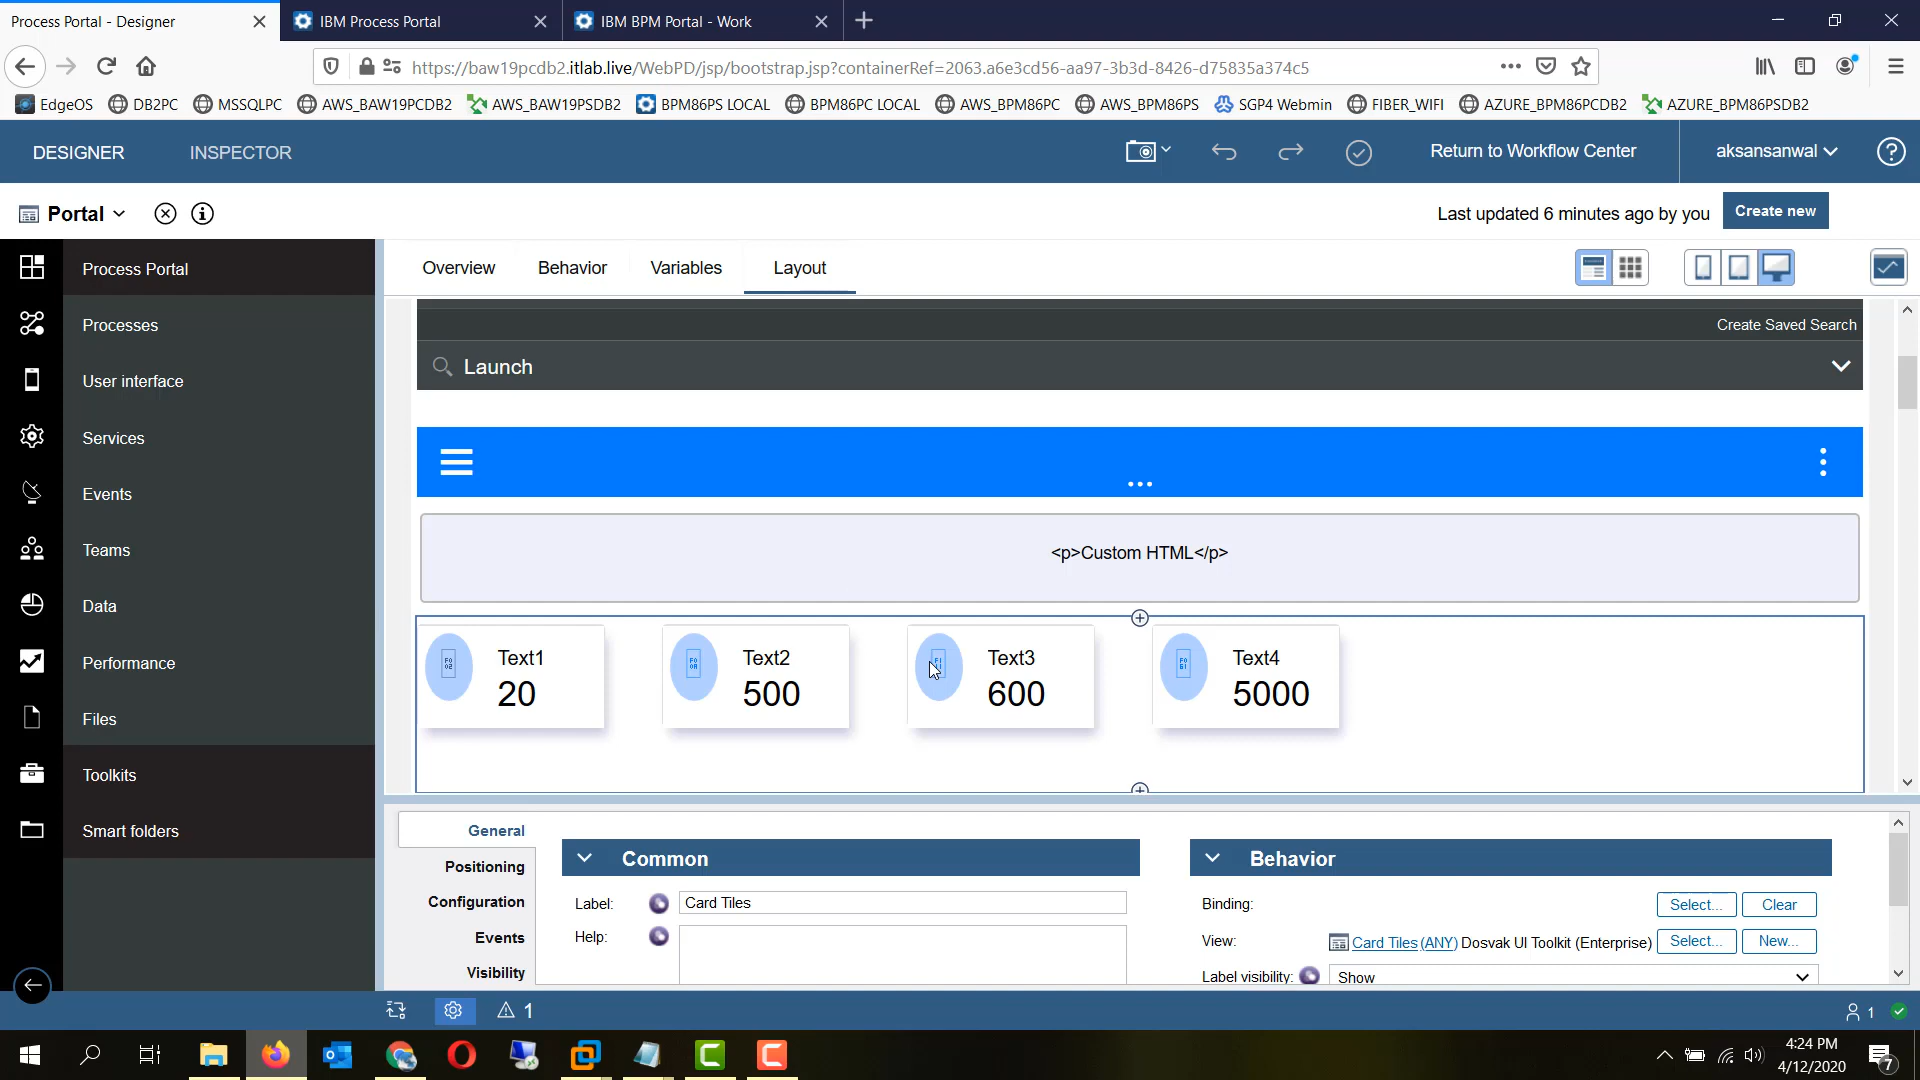 Process Portal - Designer
IBM Process Portal
IBM BPM Portal - Work
https://baw19pcdb2.itlab.live/WebPD/jsp/bootstrap.jsp?containerRef=2063.a6e3cd56-aa97-3b3d-8426-d75835a374c5
EdgeOS
DB2PC
MSSQLPC
AWS_BAW19PCDB2
AWS_BAW19PSDB2
BPM86PS LOCAL
BPM86PC LOCAL
AWS_BPM86PC
AWS_BPM86PS
SGP4 Webmin
FIBER_WIFI
AZURE_BPM86PCDB2
AZURE_BPM86PSDB2
DESIGNER
INSPECTOR
Return to Workflow Center
aksansanwal
Portal
Last updated 6 minutes ago by you
Create new
Process Portal
Processes
User interface
Services
Events
Teams
Data
Performance
Files
Toolkits
Smart folders
Overview
Behavior
Variables
Layout
Create Saved Search
Launch
...
<p>Custom HTML</p>
Text1
20
Text2
500
Text3
600
Text4
5000
General
Positioning
Configuration
Events
Visibility
Common
Label:
Card Tiles
Help:
Behavior
Binding:
Select...
Clear
View:
Card Tiles (ANY) Dosvak UI Toolkit (Enterprise)
Select...
New...
Label visibility:
Show
1
1
4:24 PM
4/12/2020
7